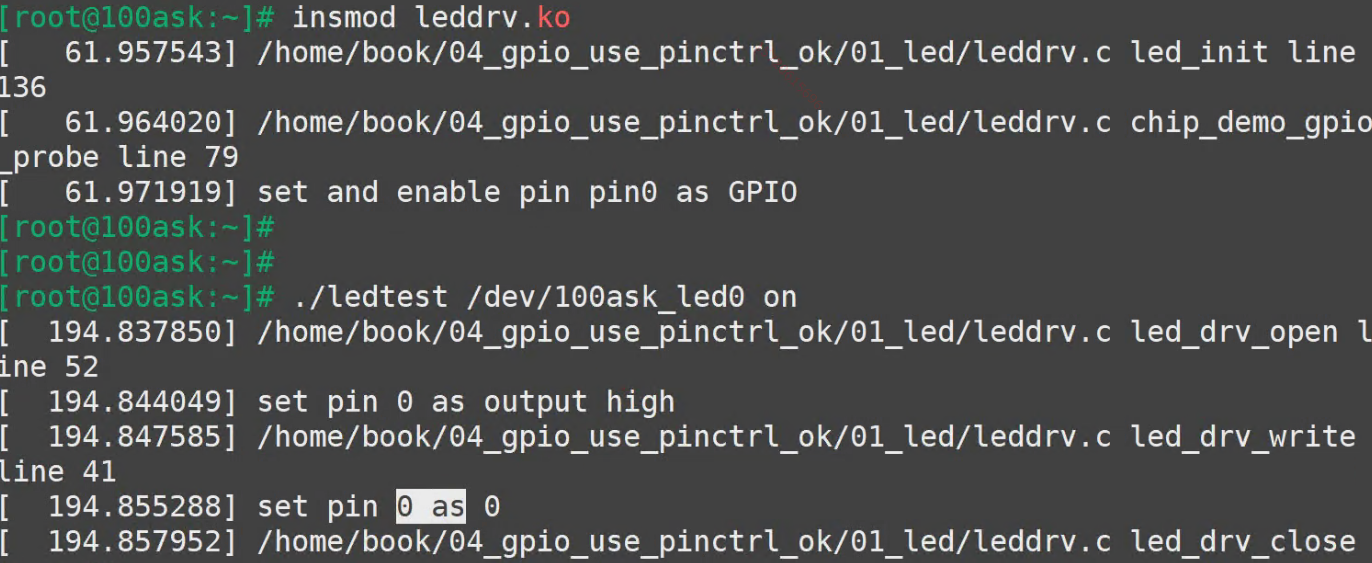 [root@100ask:~]# insmod leddrv.ko
[   61.957543] /home/book/04_gpio_use_pinctrl_ok/01_led/leddrv.c led_init line
136
[   61.964020] /home/book/04_gpio_use_pinctrl_ok/01_led/leddrv.c chip_demo_gpio
_probe line 79
[   61.971919] set and enable pin pin0 as GPIO
[root@100ask:~]#
[root@100ask:~]#
[root@100ask:~]# ./ledtest /dev/100ask_led0 on
[  194.837850] /home/book/04_gpio_use_pinctrl_ok/01_led/leddrv.c led_drv_open l
ine 52
[  194.844049] set pin 0 as output high
[  194.847585] /home/book/04_gpio_use_pinctrl_ok/01_led/leddrv.c led_drv_write
line 41
[  194.855288] set pin 0 as 0
[  194.857952] /home/book/04_gpio_use_pinctrl_ok/01_led/leddrv.c led_drv_close